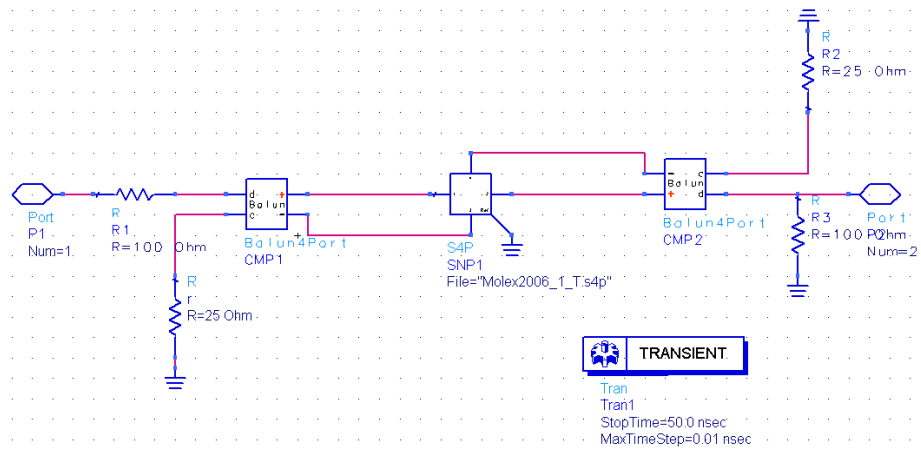 R
R2
R=25 Ohm
Port
P1
Num=1
R
R1
R=100 Ohm
d
c
Balun
+
-
Balun4Port
CMP1
R
r
R=25 Ohm
Ref
S4P
SNP1
File="Molex2006_1_T.s4p"
-
+
Balun
c
d
Balun4Port
CMP2
R
R3
R=100 Ohm
Port
P2
Num=2
TRANSIENT
Tran
Tran1
StopTime=50.0 nsec
MaxTimeStep=0.01 nsec